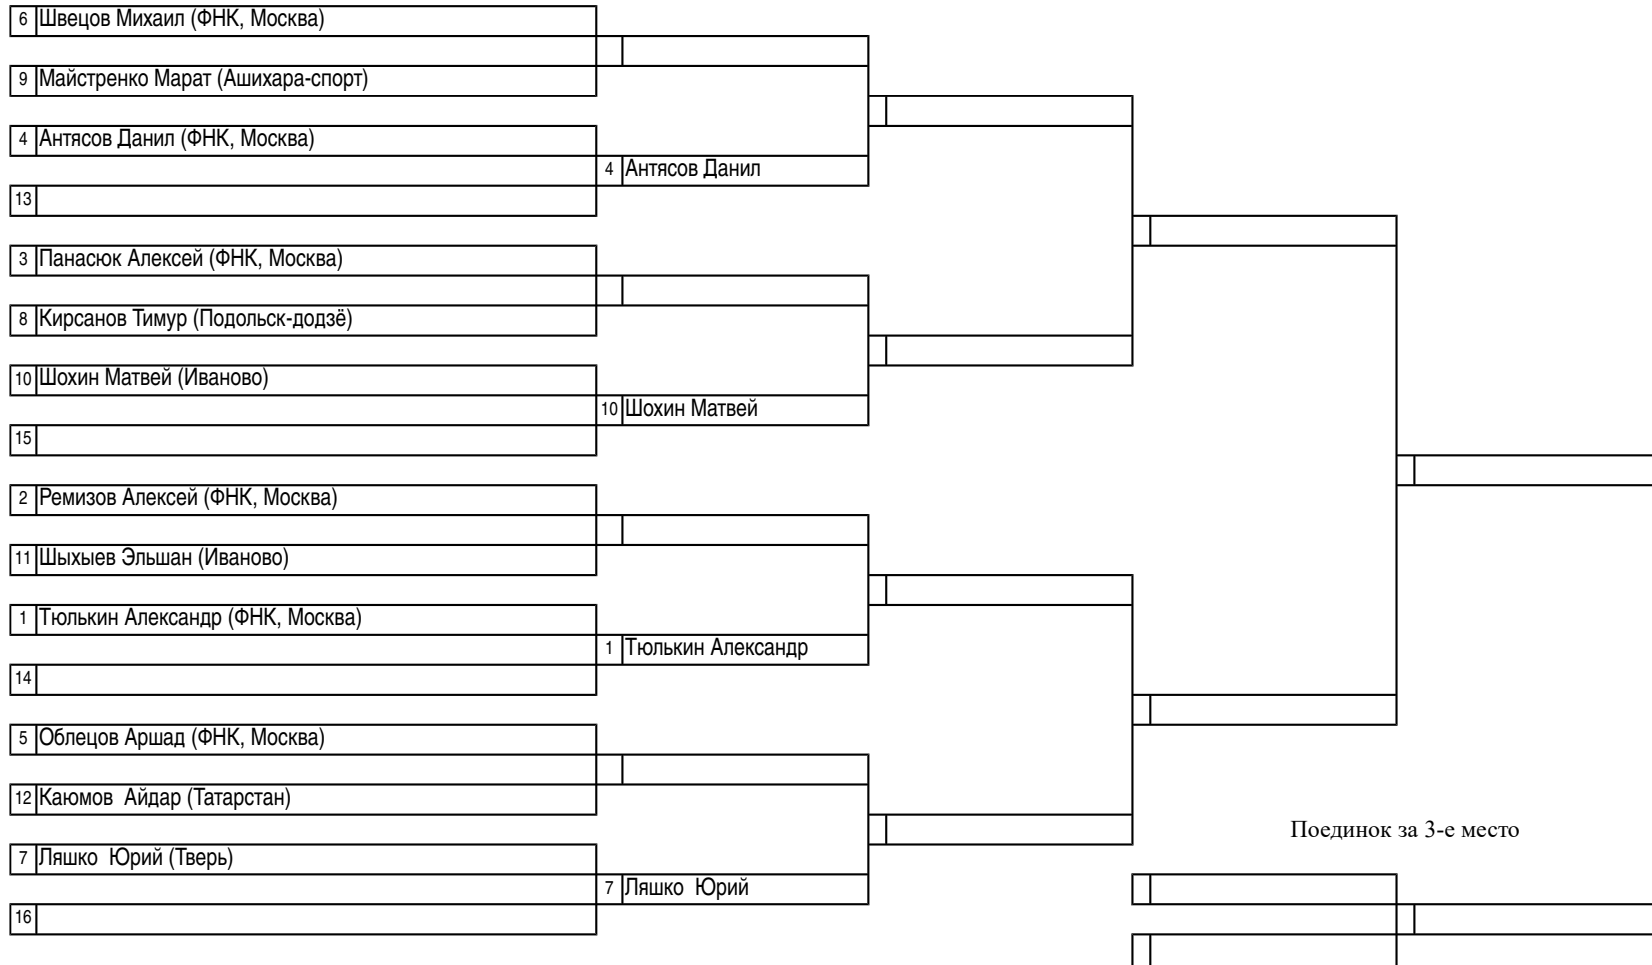 6 Швецов Михаил (ФНК, Москва)
9 Майстренко Марат (Ашихара-спорт)
4 Антясов Данил (ФНК, Москва)
4 Антясов Данил
13
3 Панасюк Алексей (ФНК, Москва)
8 Кирсанов Тимур (Подольск-додзё)
10 Шохин Матвей (Иваново)
10 Шохин Матвей
15
2 Ремизов Алексей (ФНК, Москва)
11 Шыхыев Эльшан (Иваново)
1 Тюлькин Александр (ФНК, Москва)
1 Тюлькин Александр
14
5 Облецов Аршад (ФНК, Москва)
12 Каюмов Айдар (Татарстан)
Поединок за 3-е место
7 Ляшко Юрий (Тверь)
7 Ляшко Юрий
16